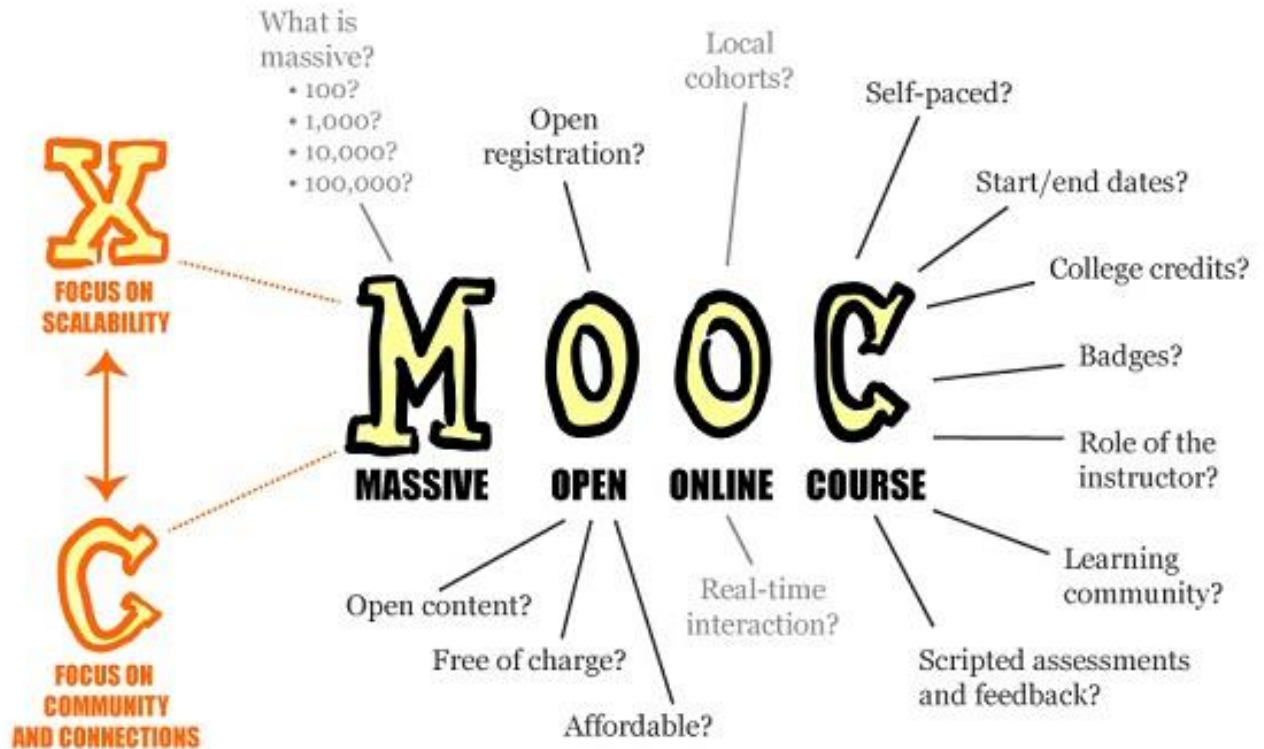 What is
massive?
• 100?
• 1,000?
• 10,000?
• 100,000?
Open
registration?
Local
cohorts?
Self-paced?
Start/end dates?
College credits?
Badges?
Role of the
instructor?
Learning
community?
Scripted assessments
and feedback?
X
FOCUS ON
SCALABILITY
C
FOCUS ON
COMMUNITY
AND CONNECTIONS
MOOC
MASSIVE OPEN ONLINE COURSE
Open content?
Free of charge?
Affordable?
Real-time
interaction?